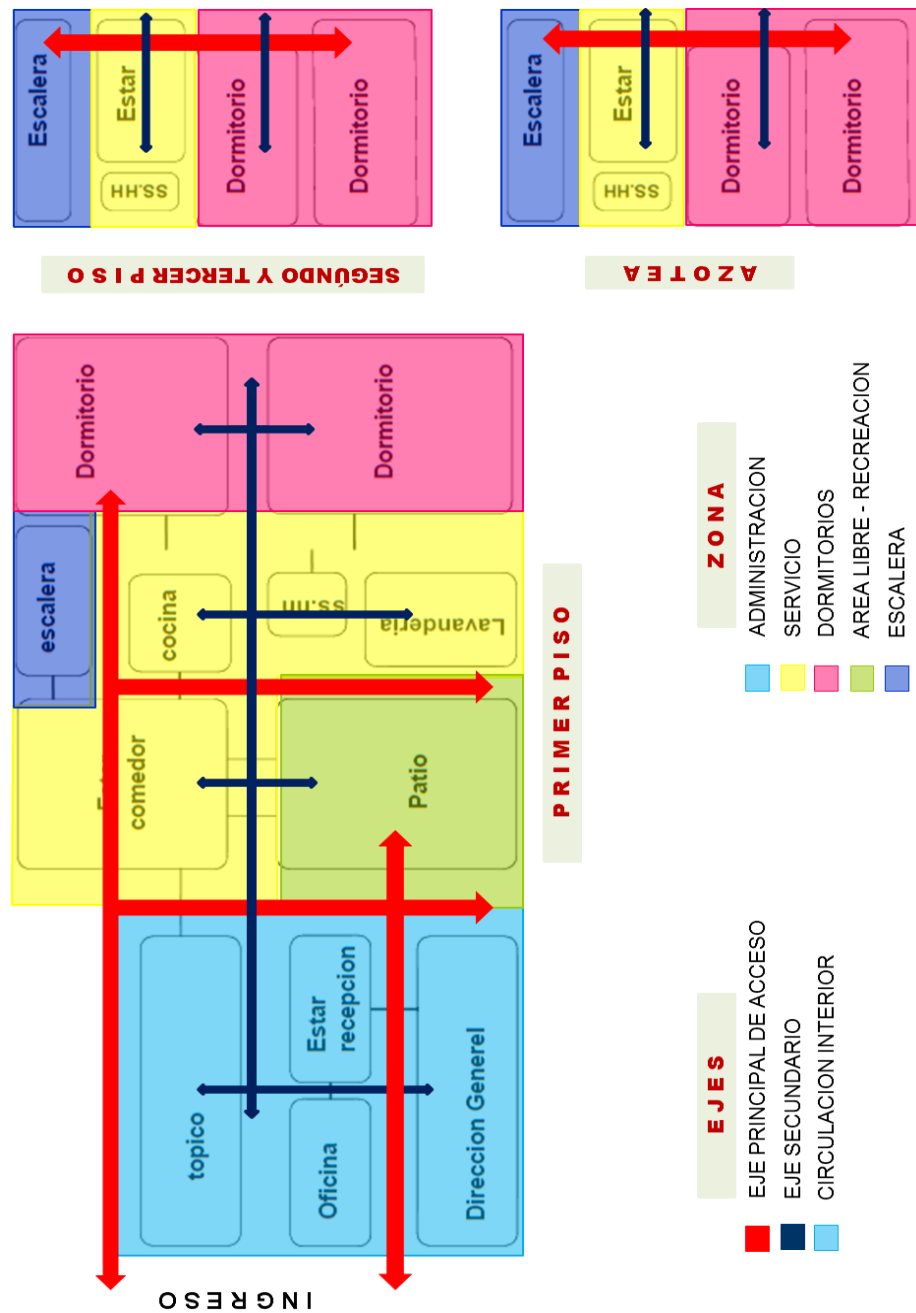 INGRESO
topico
Oficina
Estar
recepcion
Direccion Generel
comedor
Patio
escalera
cocina
SS.HH
Lavanderia
Dormitorio
Dormitorio
PRIMER PISO
SEGÚNDO Y TERCER PISO
Escalera
SS.HH
Estar
Dormitorio
Dormitorio
AZOTEA
Escalera
SS.HH
Estar
Dormitorio
Dormitorio
EJES
EJE PRINCIPAL DE ACCESO
EJE SECUNDARIO
CIRCULACION INTERIOR
ZONA
ADMINISTRACION
SERVICIO
DORMITORIOS
AREA LIBRE - RECREACION
ESCALERA